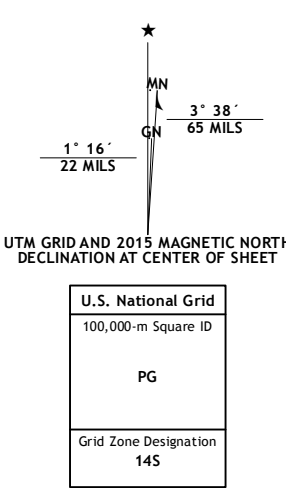 ★
MN
3° 38´
65 MILS
GN
1° 16´
22 MILS
UTM GRID AND 2015 MAGNETIC NORTH
DECLINATION AT CENTER OF SHEET
U.S. National Grid
100,000-m Square ID
PG
Grid Zone Designation
14S